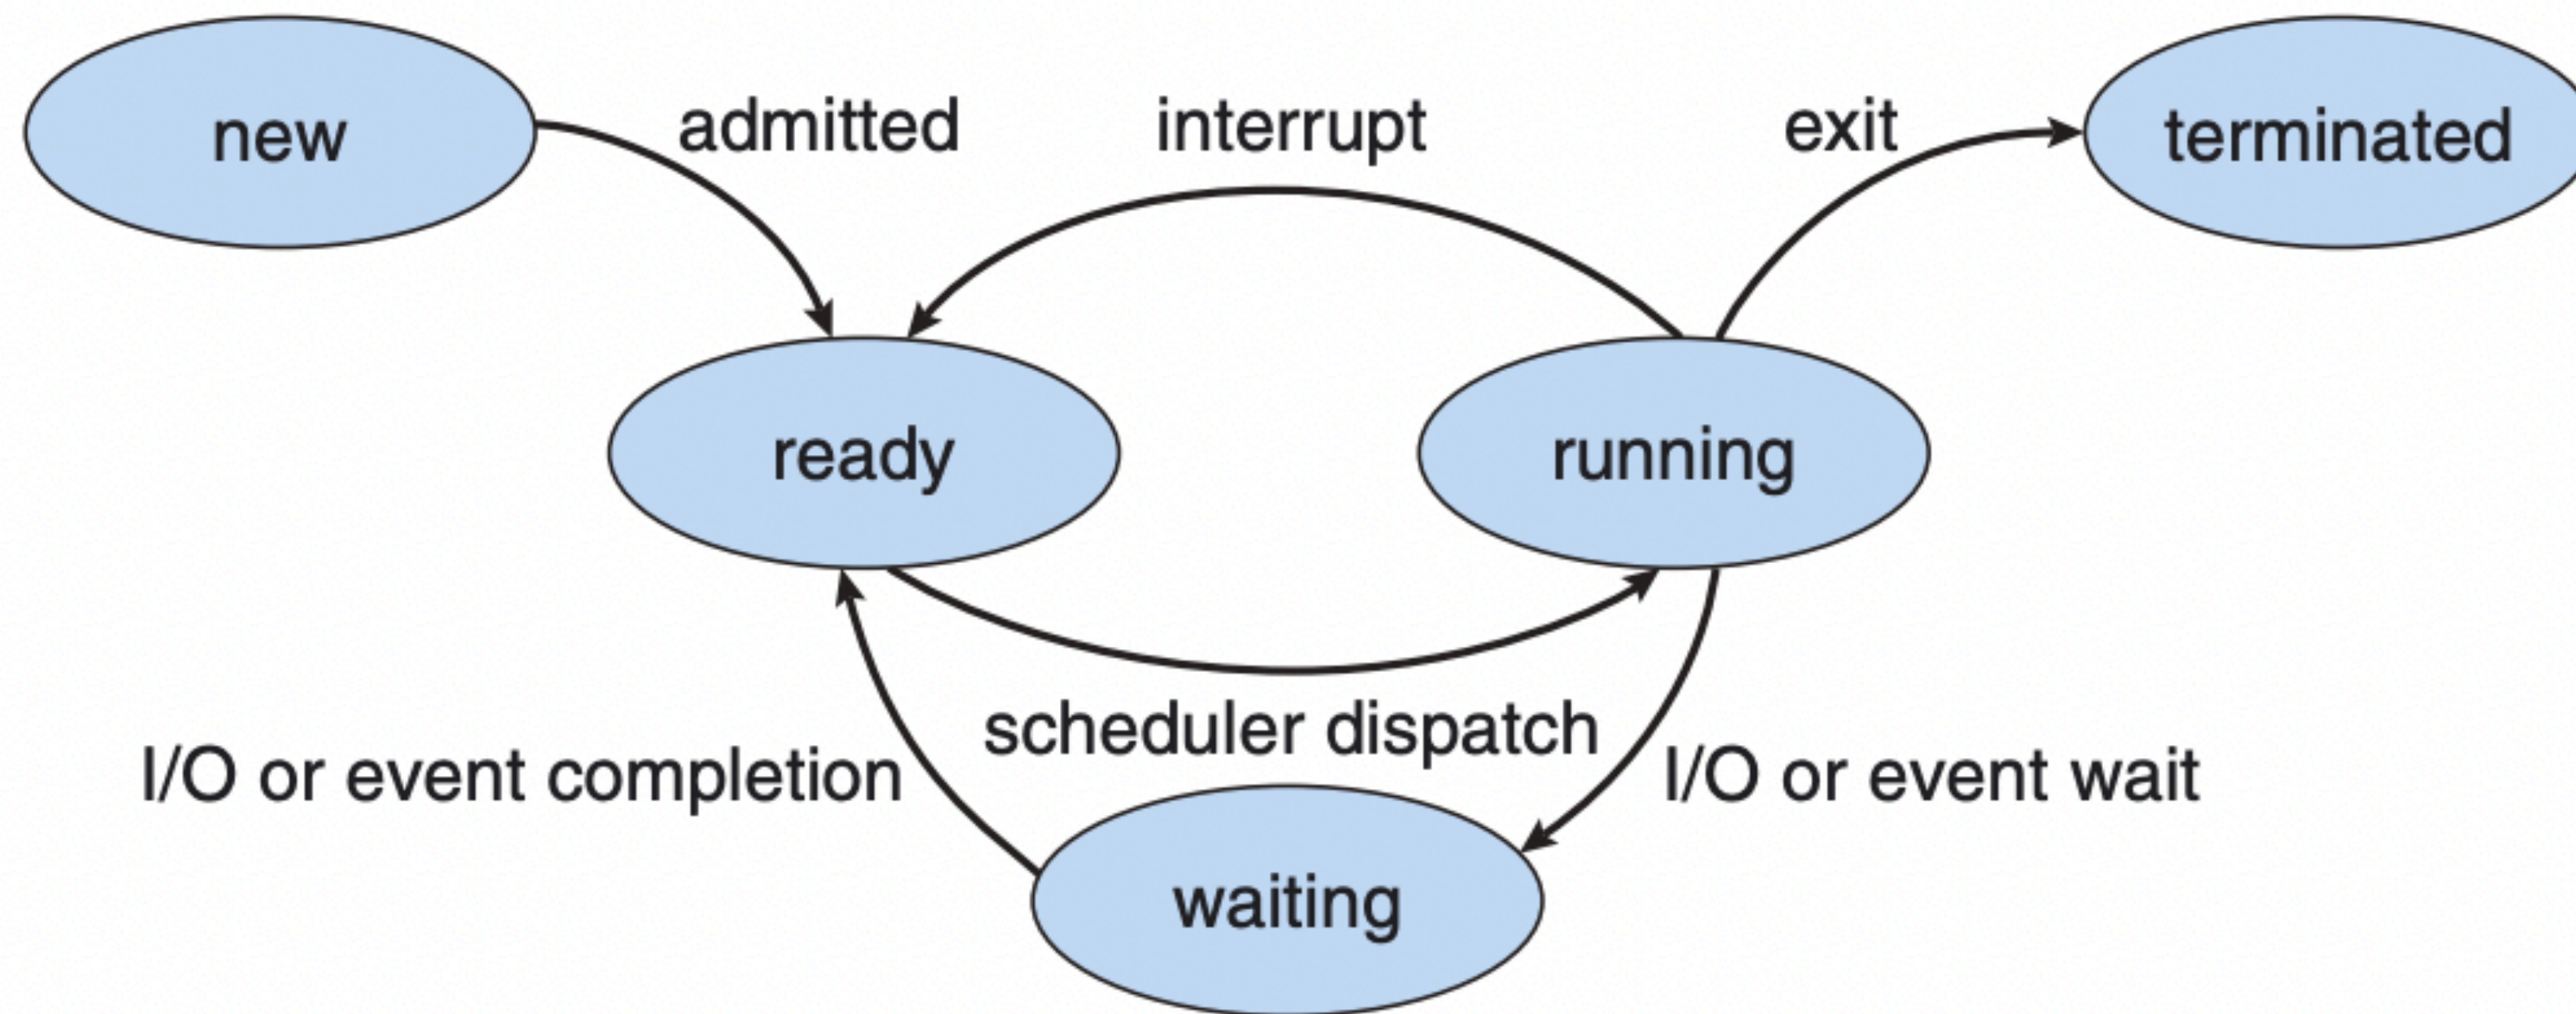 new
admitted
interrupt
exit
terminated
ready
running
scheduler dispatch
I/O or event completion
I/O or event wait
waiting